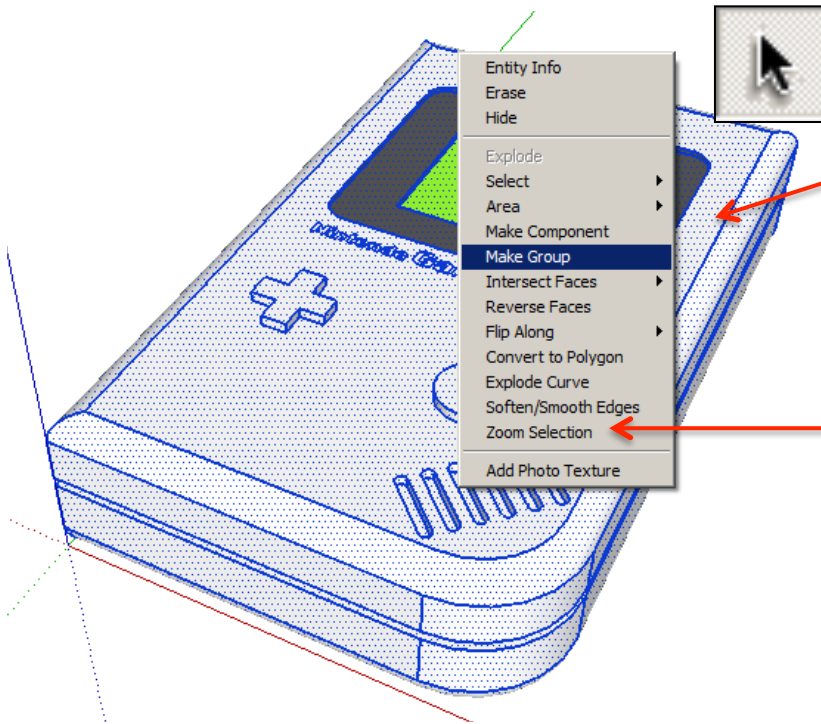 Entity Info
Erase
Hide
Explode
Select
Area
Make Component
Make Group
Intersect Faces
Reverse Faces
Flip Along
Convert to Polygon
Explode Curve
Soften/Smooth Edges
Zoom Selection
Add Photo Texture
Nintendo